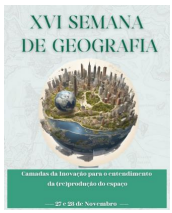 XVI SEMANA
DE GEOGRAFIA
Camadas da Inovação para o entendimento
da (re)produção do espaço
27 e 28 de Novembro